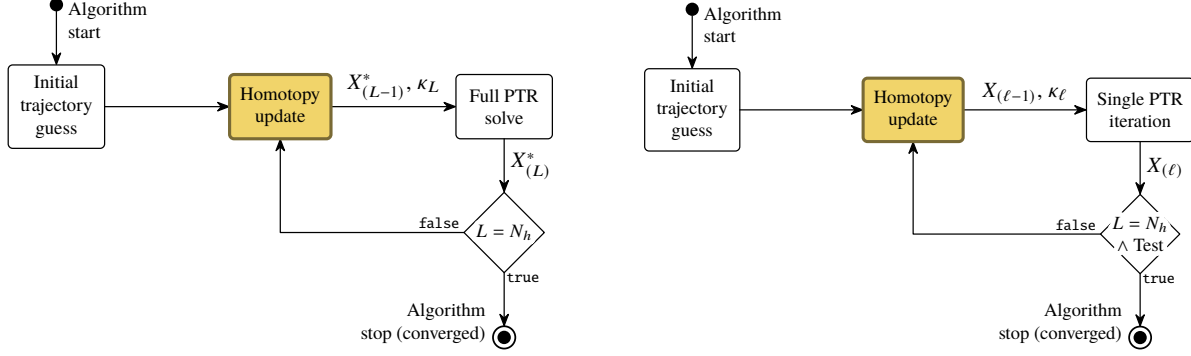 Algorithm
start
Initial
trajectory
guess
Homotopy
update
X*(L−1), κL
Full PTR
solve
X*(L)
false
L = Nh
true
Algorithm
stop (converged)
Algorithm
start
Initial
trajectory
guess
Homotopy
update
X(ℓ−1), κℓ
Single PTR
iteration
X(ℓ)
false
L = Nh
∧ Test
true
Algorithm
stop (converged)